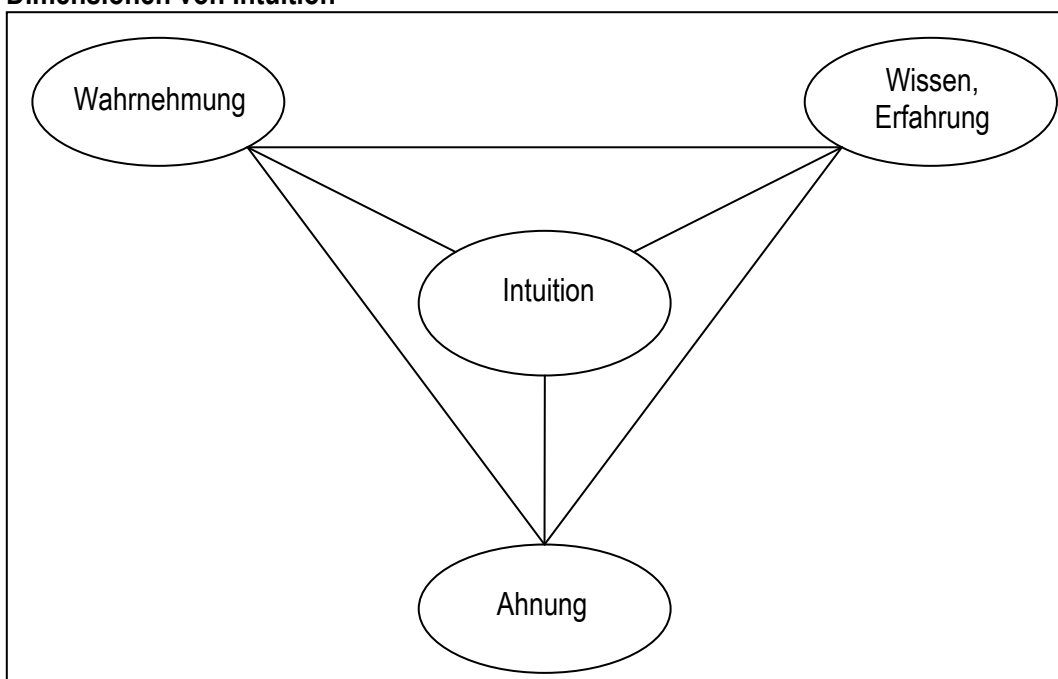 Dimensionen von Intuition
Wahrnehmung
Wissen,
Erfahrung
Intuition
Ahnung